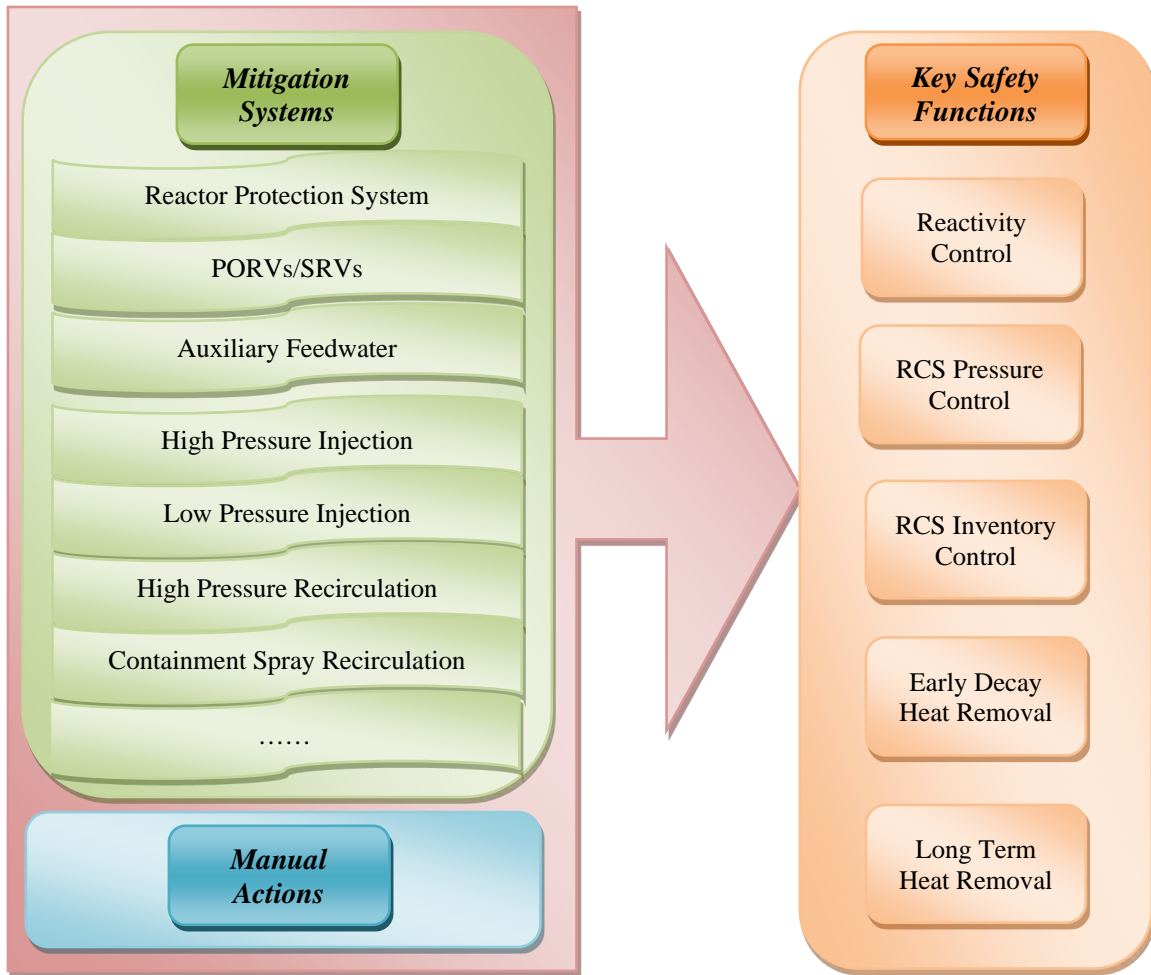 Mitigation
Systems
Reactor Protection System
PORVs/SRVs
Auxiliary Feedwater
High Pressure Injection
Low Pressure Injection
High Pressure Recirculation
Containment Spray Recirculation
……
Manual
Actions
Key Safety
Functions
Reactivity
Control
RCS Pressure
Control
RCS Inventory
Control
Early Decay
Heat Removal
Long Term
Heat Removal